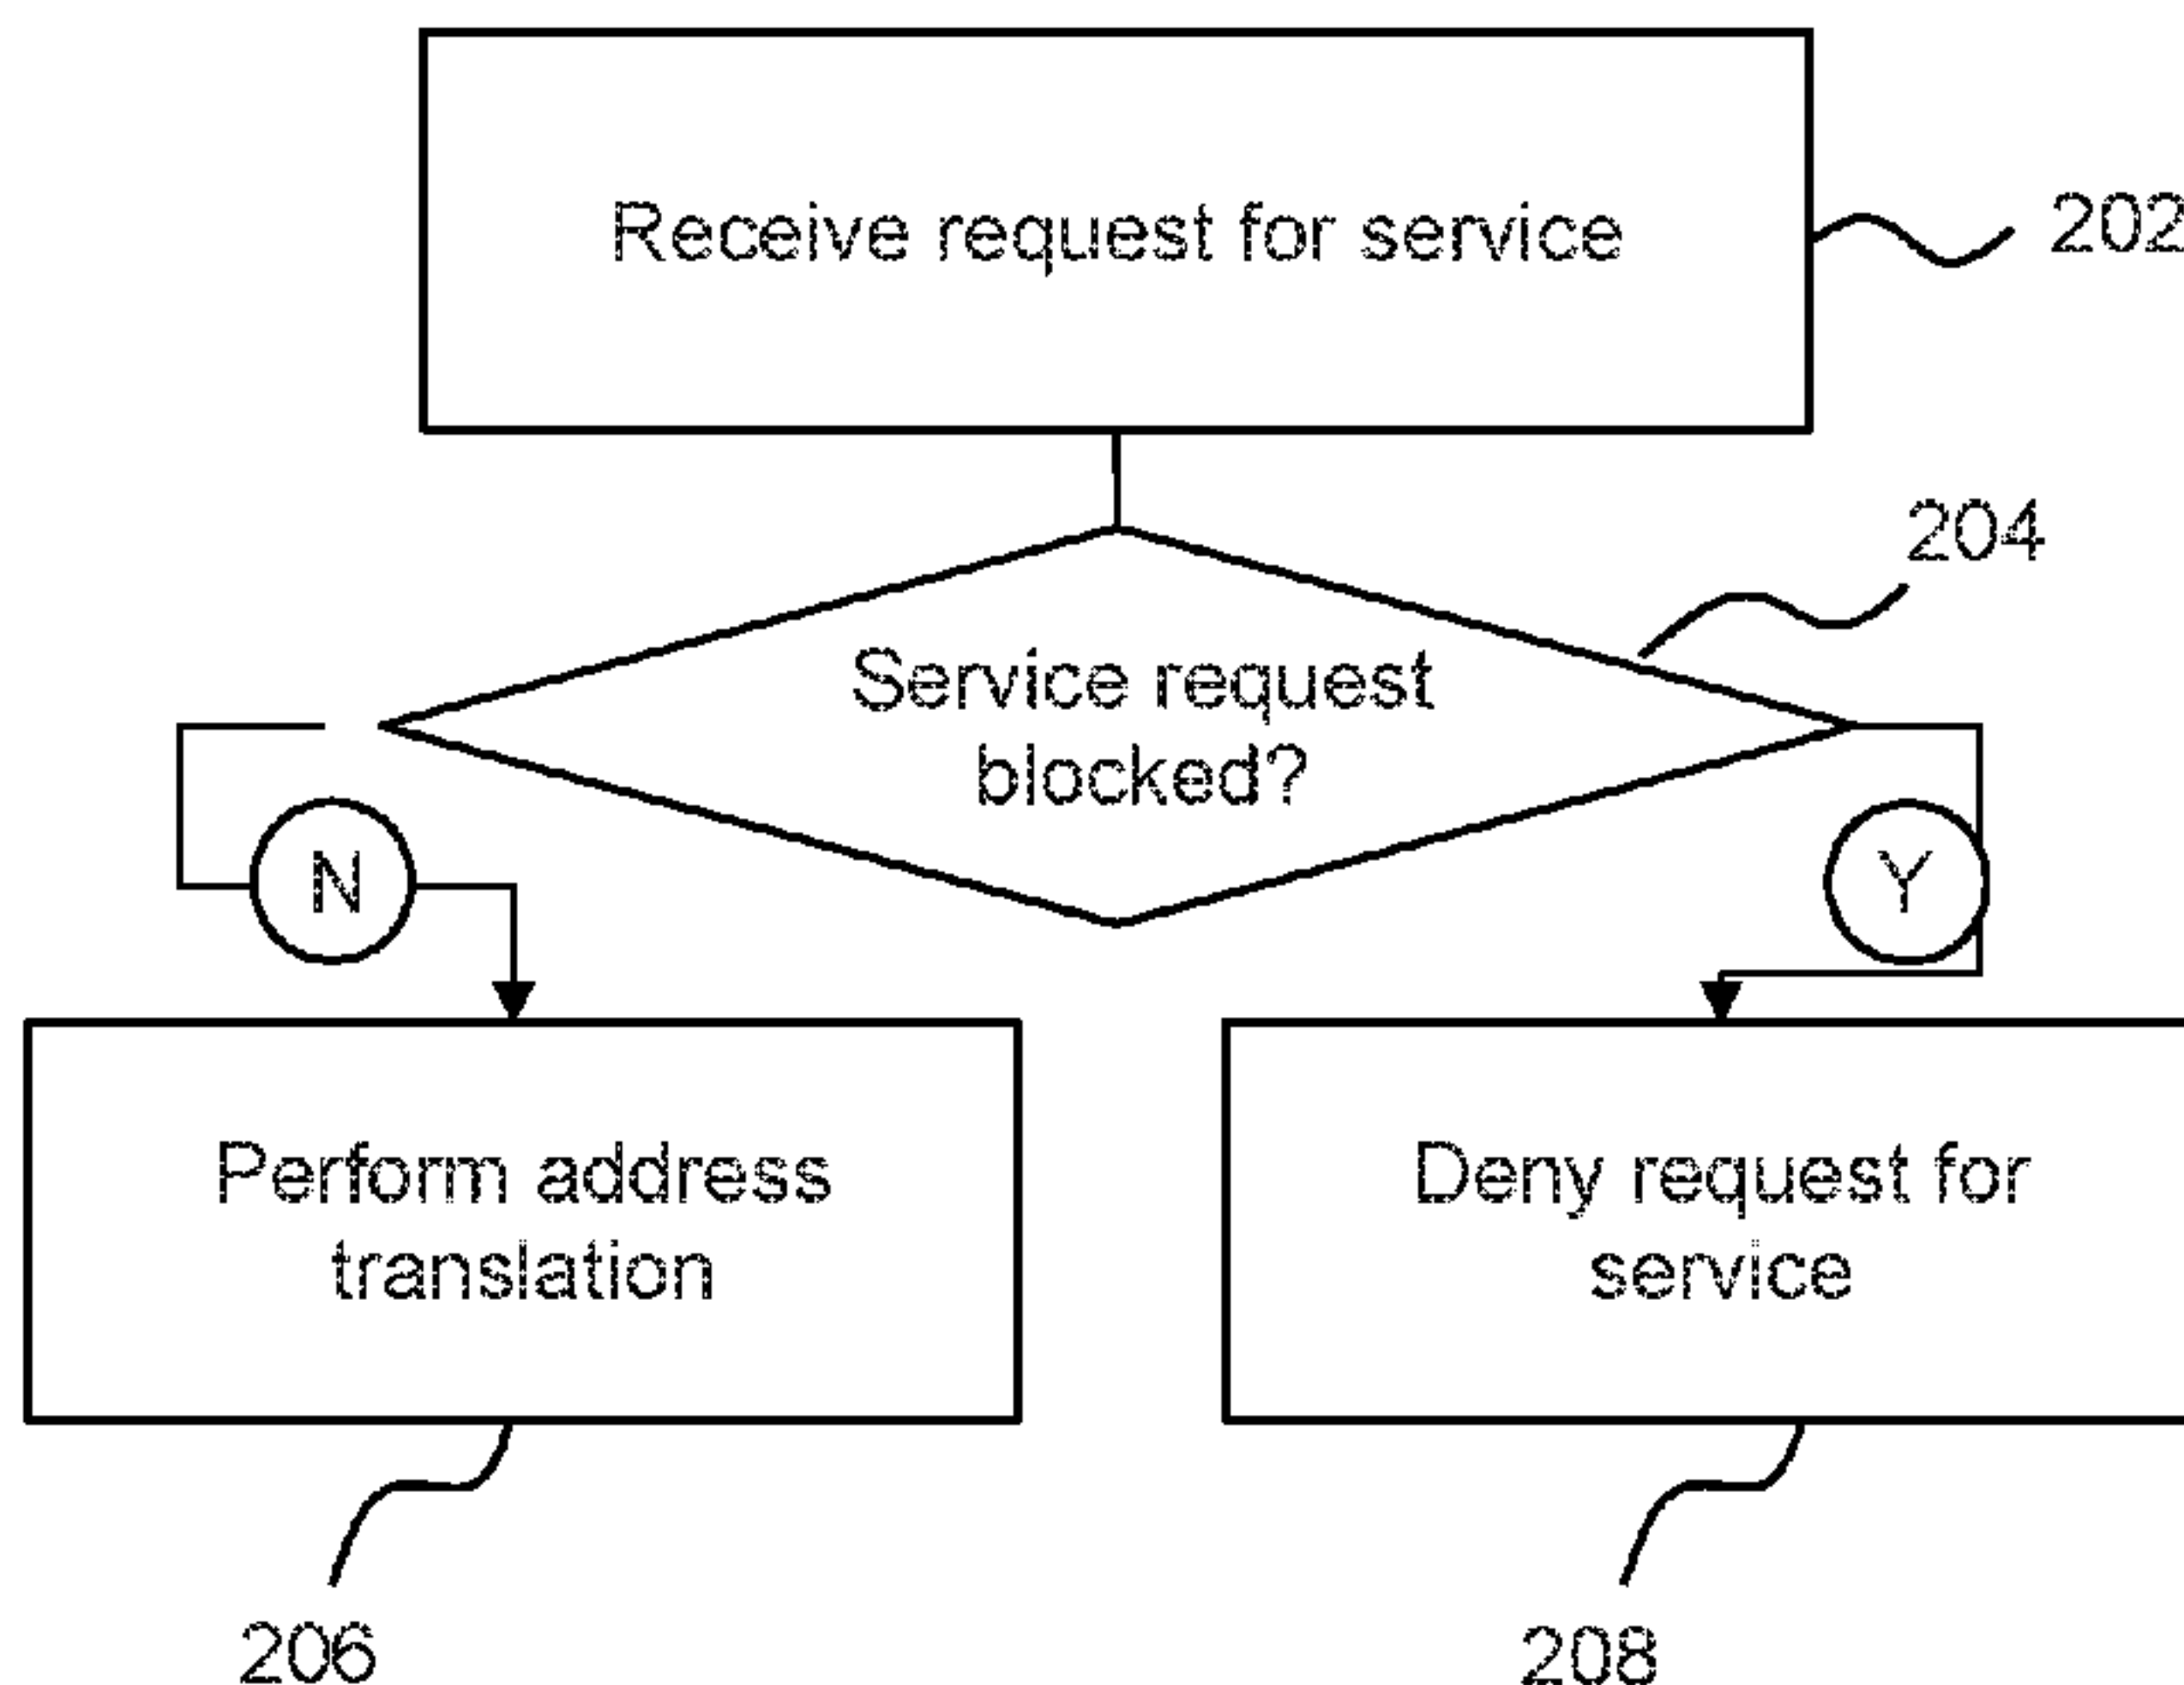 Receive request for service
202
204
Service request
blocked?
N
Y
Perform address
translation
Deny request for
service
206
208